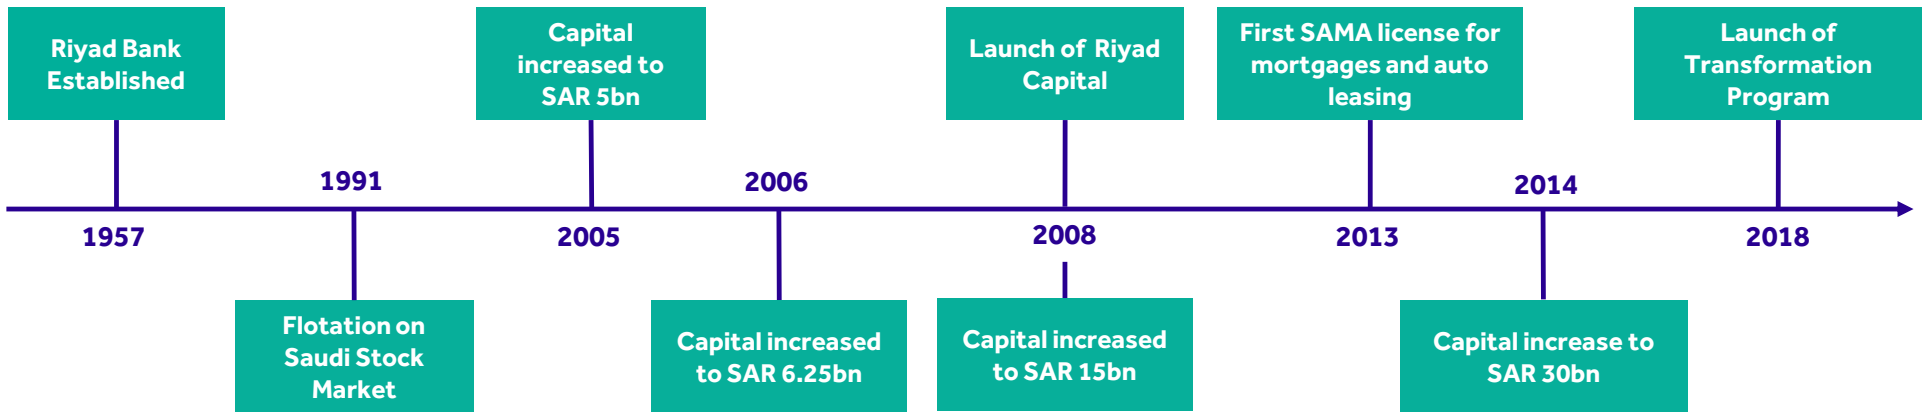 Riyad Bank
Established
Capital
increased to
SAR 5bn
Launch of Riyad
Capital
First SAMA license for
mortgages and auto
leasing
Launch of
Transformation
Program
1991
2006
2014
1957
2005
2008
2013
2018
Flotation on
Saudi Stock
Market
Capital increased
to SAR 6.25bn
Capital increased
to SAR 15bn
Capital increase to
SAR 30bn